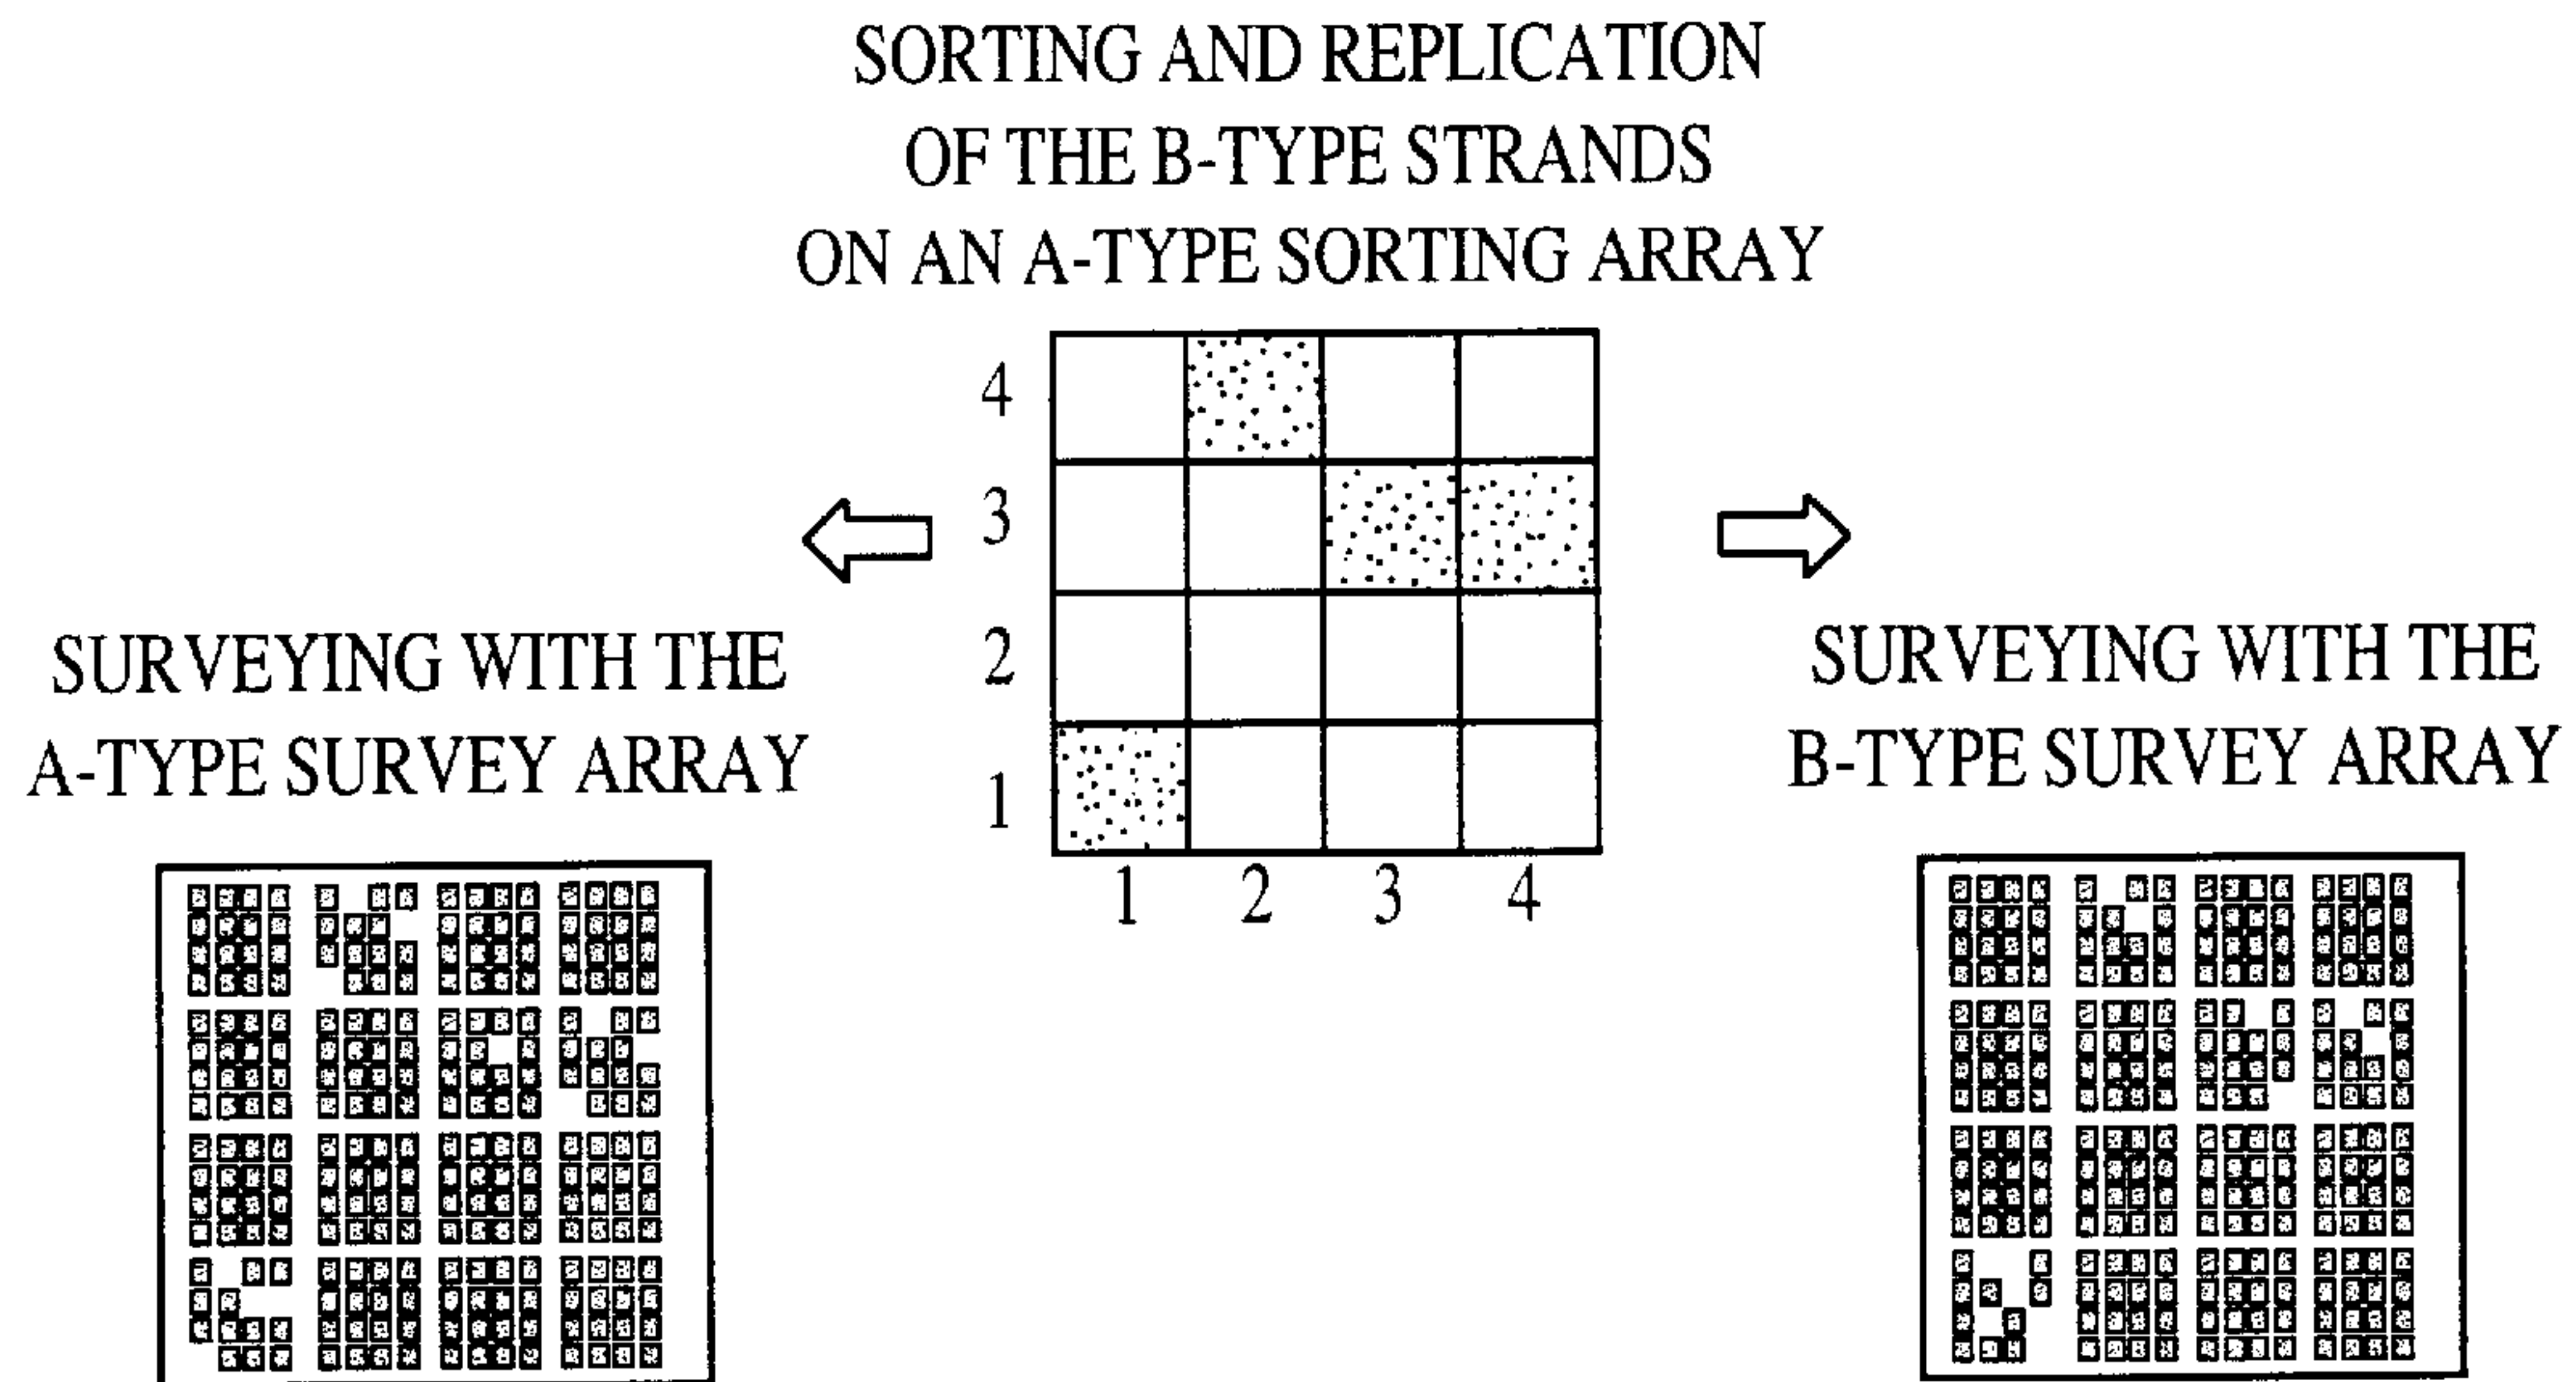 SORTING AND REPLICATION
OF THE B-TYPE STRANDS
ON AN A-TYPE SORTING ARRAY
4
3
2
1
1 2 3 4
SURVEYING WITH THE
A-TYPE SURVEY ARRAY
SURVEYING WITH THE
B-TYPE SURVEY ARRAY